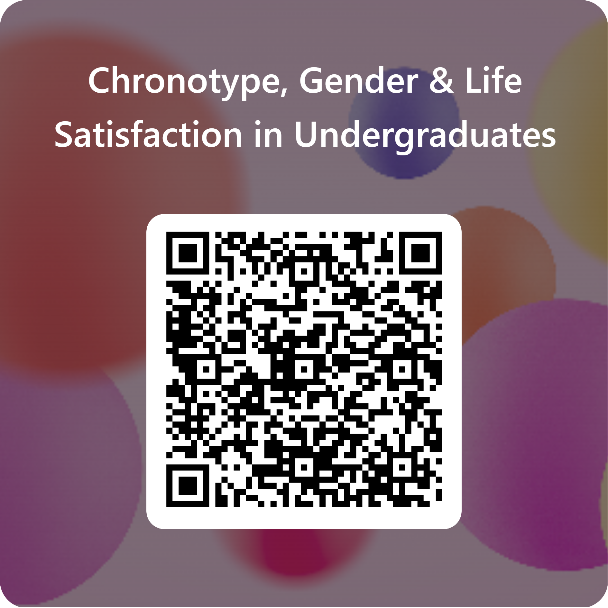 Chronotype, Gender & Life
Satisfaction in Undergraduates